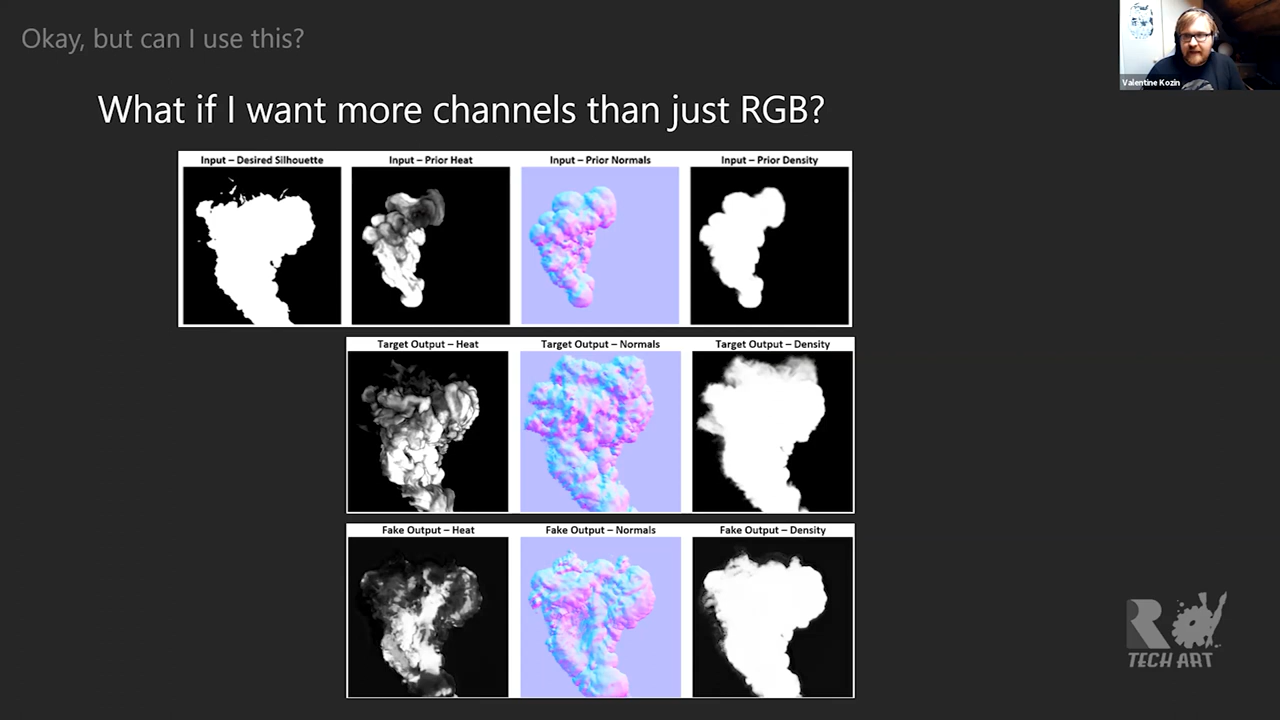 Okay, but can I use this?
Valentine Kozin
What if I want more channels than just RGB?
Input – Desired Silhouette
Input – Prior Heat
Input – Prior Normals
Input – Prior Density
Target Output – Heat
Target Output – Normals
Target Output – Density
Fake Output – Heat
Fake Output – Normals
Fake Output – Density
R
TECH ART